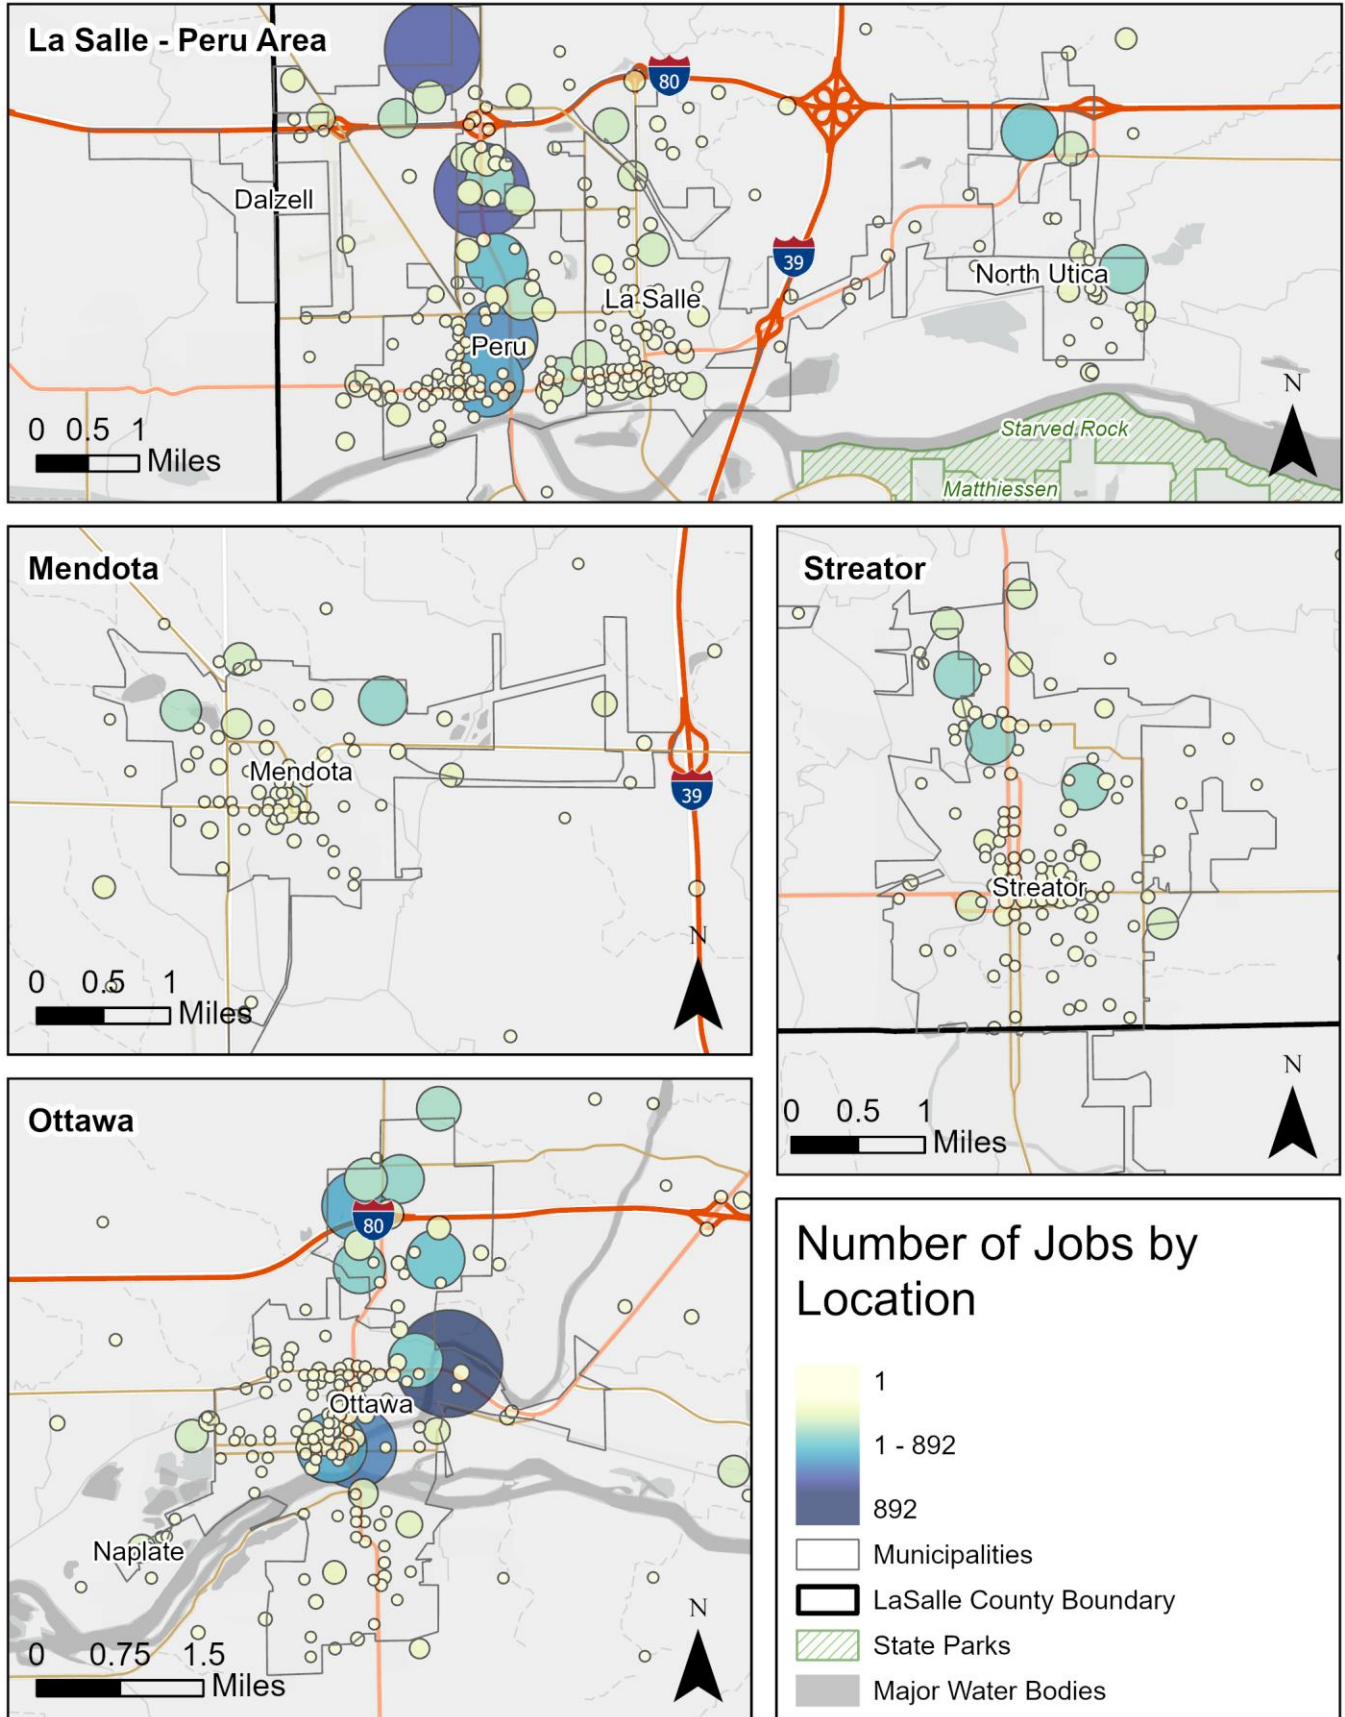 La Salle - Peru Area
80
Dalzell
39
North Utica
La Salle
Peru
Starved Rock
Matthiessen
N
0 0.5 1
Miles
Mendota
Mendota
39
N
0 0.5 1
Miles
Streator
Streator
N
0 0.5 1
Miles
Ottawa
80
Ottawa
Naplate
N
0 0.75 1.5
Miles
Number of Jobs by
Location
1
1 - 892
892
Municipalities
LaSalle County Boundary
State Parks
Major Water Bodies